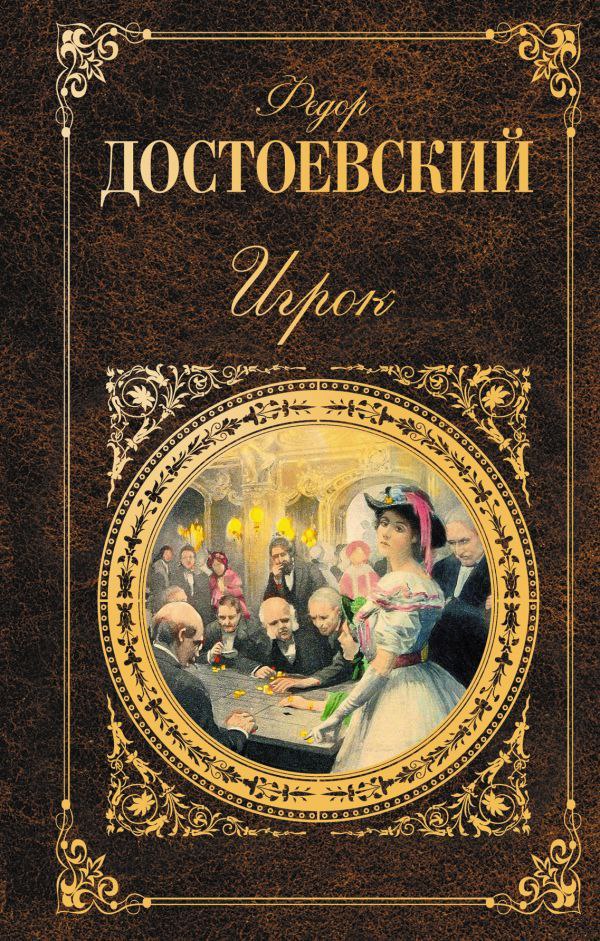 Федор
ДОСТОЕВСКИЙ
Игрок